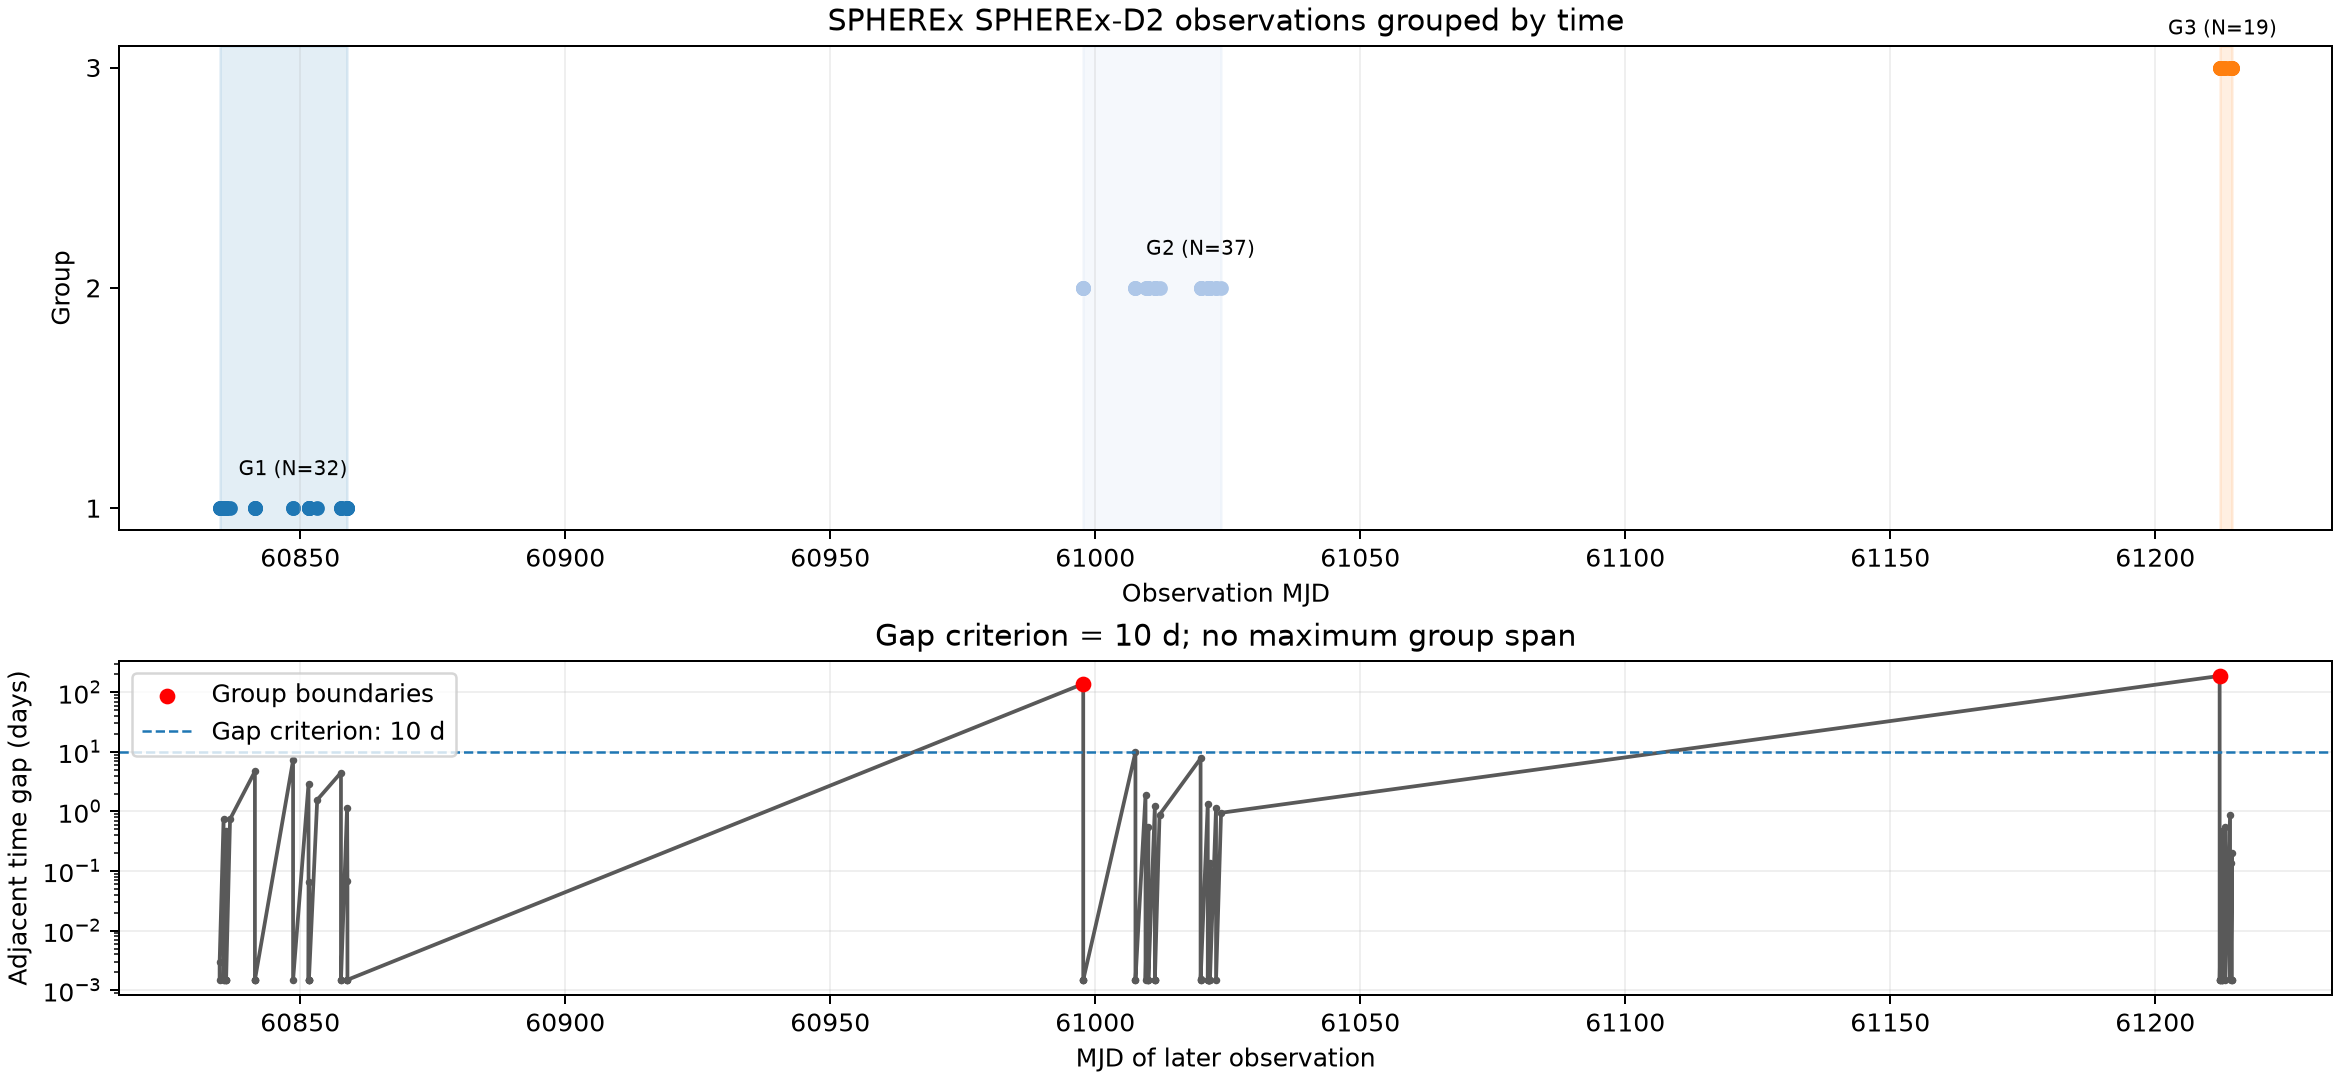 SPHEREx SPHEREx-D2 observations grouped by time
G3 (N=19)
3
G2 (N=37)
2
G1 (N=32)
1
Group
60850 60900 60950 61000 61050 61100 61150 61200
Observation MJD
Gap criterion = 10 d; no maximum group span
Group boundaries
Gap criterion: 10 d
10²
10¹
10⁰
10⁻¹
10⁻²
10⁻³
Adjacent time gap (days)
60850 60900 60950 61000 61050 61100 61150 61200
MJD of later observation